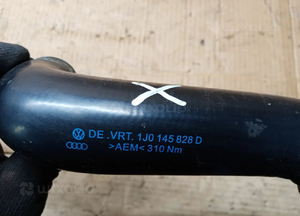 X
DE .VRT. 1J0 145 828 D
>AEM< 310 Nm